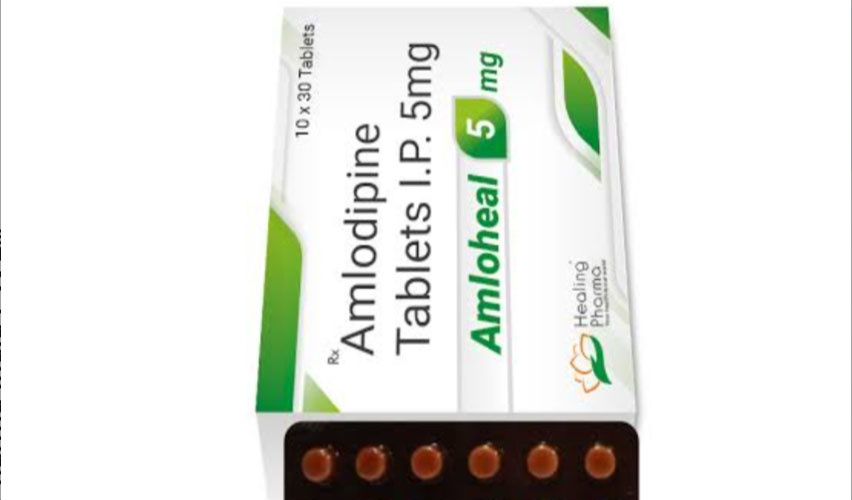 10 x 30 Tablets
Rx
Amlodipine
Tablets I.P. 5mg
Amloheal 5 mg
Healing
Pharma